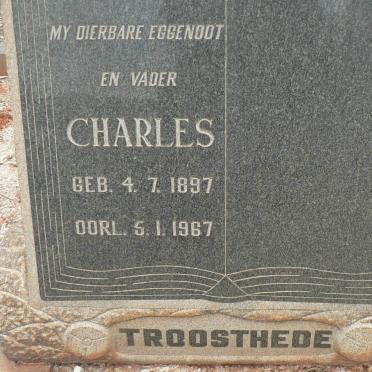 MY DIERBARE EGGENOOT
EN VADER
CHARLES
GEB. 4. 7. 1897
OORL. 5. 1. 1967
TROOSTHEDE